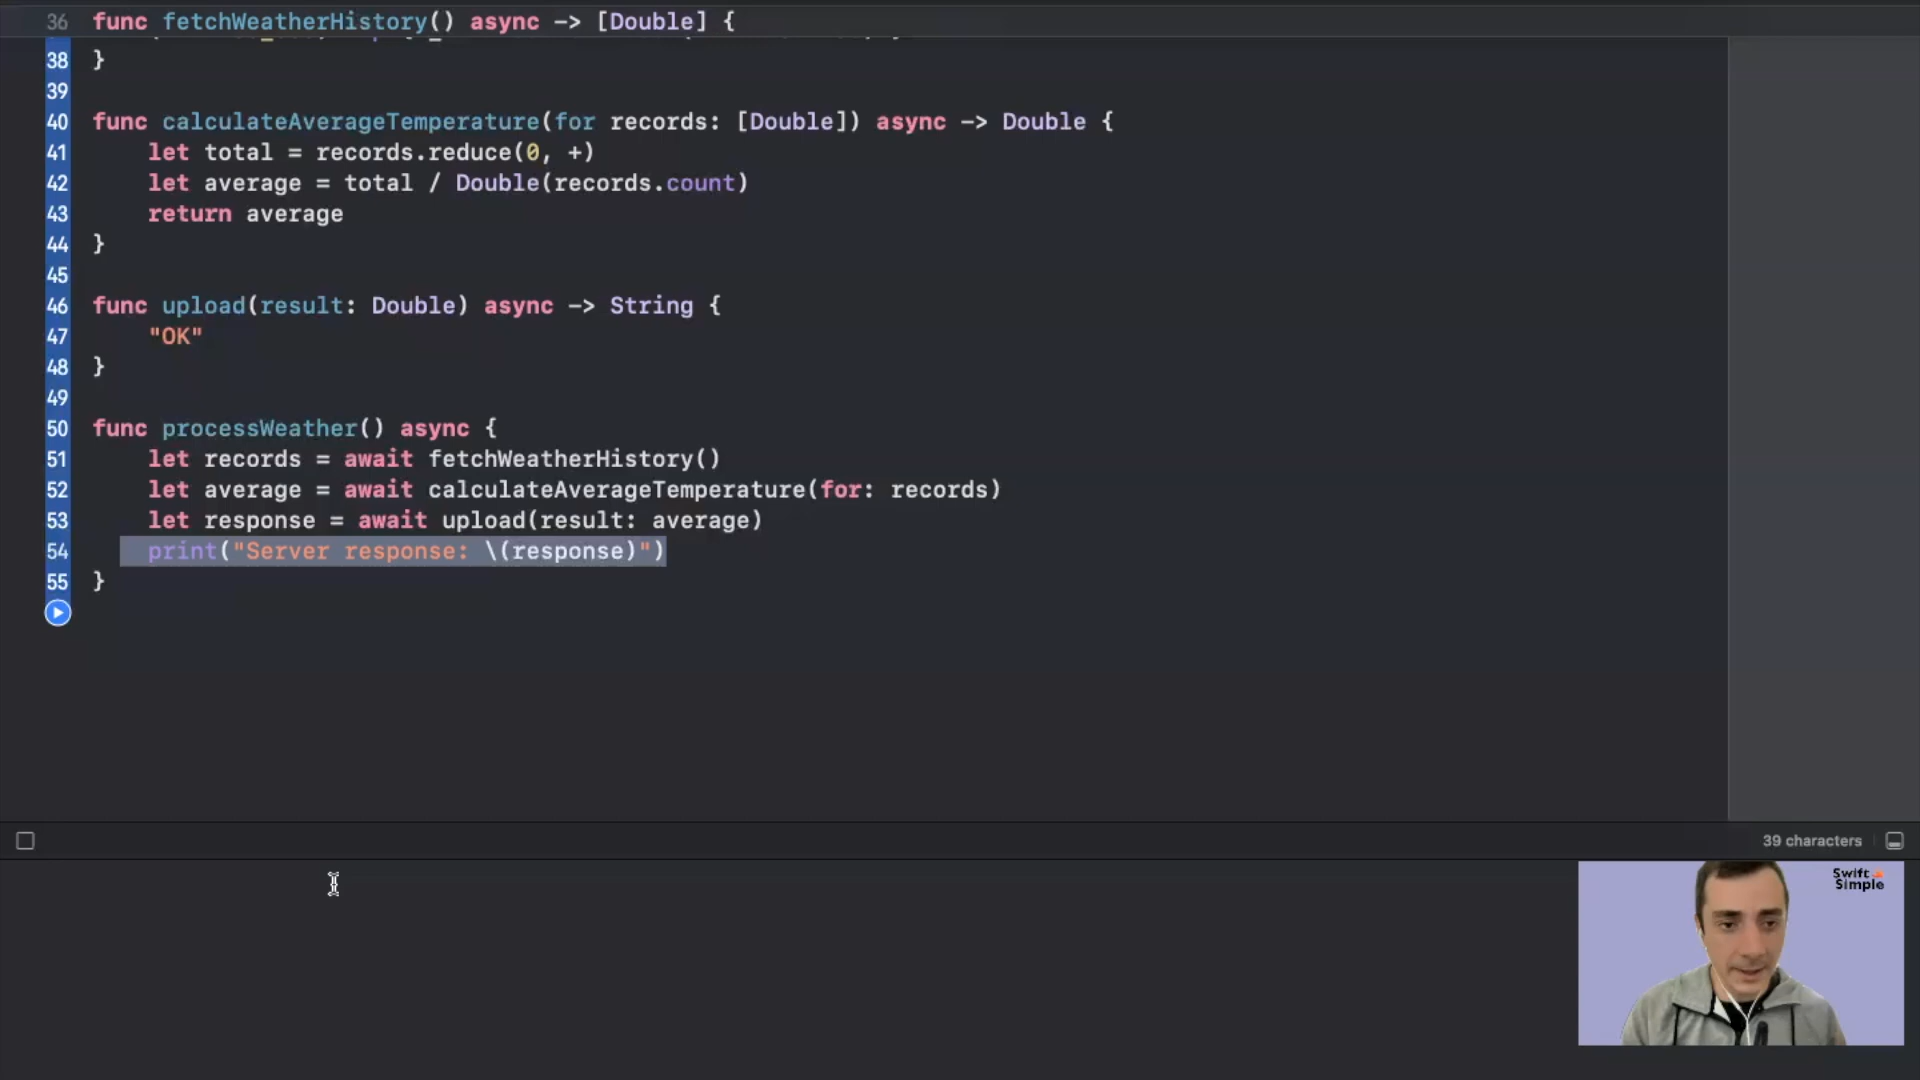 36 func fetchWeatherHistory() async -> [Double] {
38 }
39
40 func calculateAverageTemperature(for records: [Double]) async -> Double {
41     let total = records.reduce(0, +)
42     let average = total / Double(records.count)
43     return average
44 }
45
46 func upload(result: Double) async -> String {
47     "OK"
48 }
49
50 func processWeather() async {
51     let records = await fetchWeatherHistory()
52     let average = await calculateAverageTemperature(for: records)
53     let response = await upload(result: average)
54     print("Server response: \(response)")
55 }
39 characters
Swift
Simple